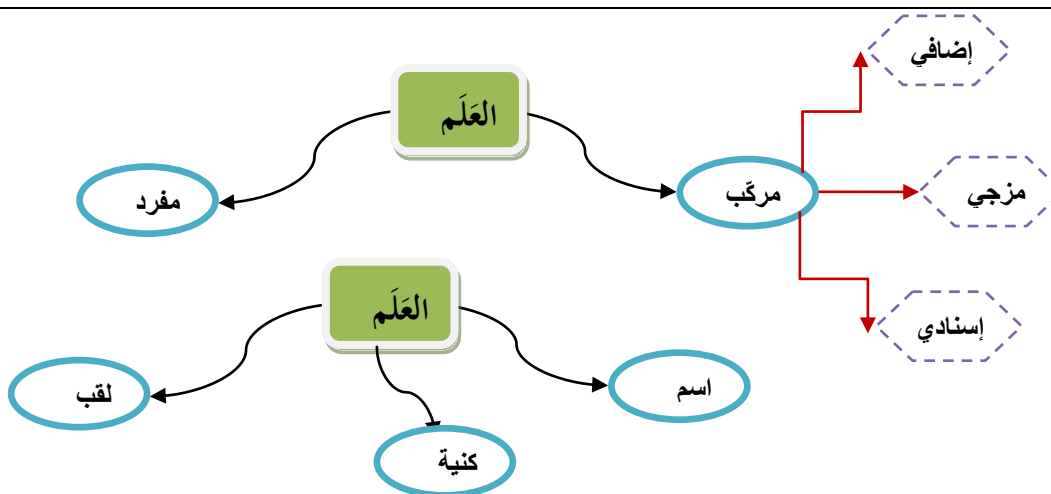 إضافي
العَلَم
مركّب
مزجي
مفرد
إسنادي
العَلَم
اسم
لقب
كنية